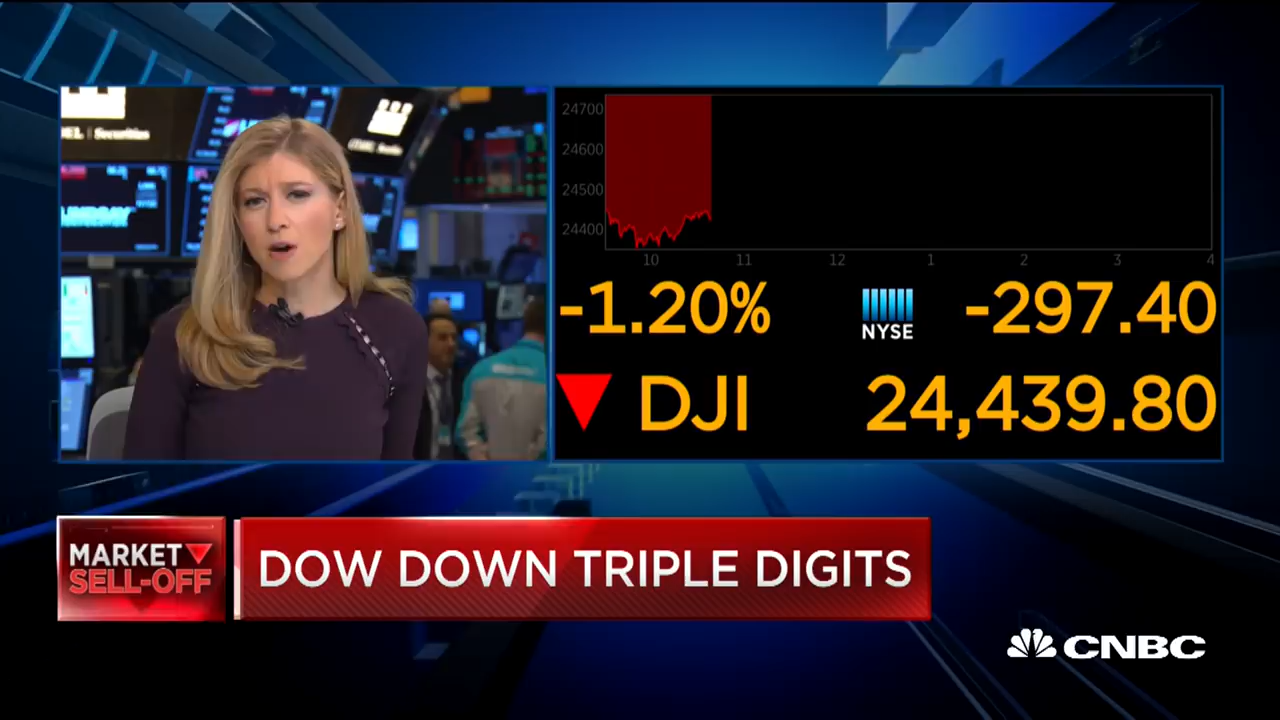 Securities
24700
24600
24500
24400
10 11 12 1 2 3 4
-1.20% NYSE -297.40
DJI 24,439.80
MARKET
SELL-OFF
DOW DOWN TRIPLE DIGITS
CNBC